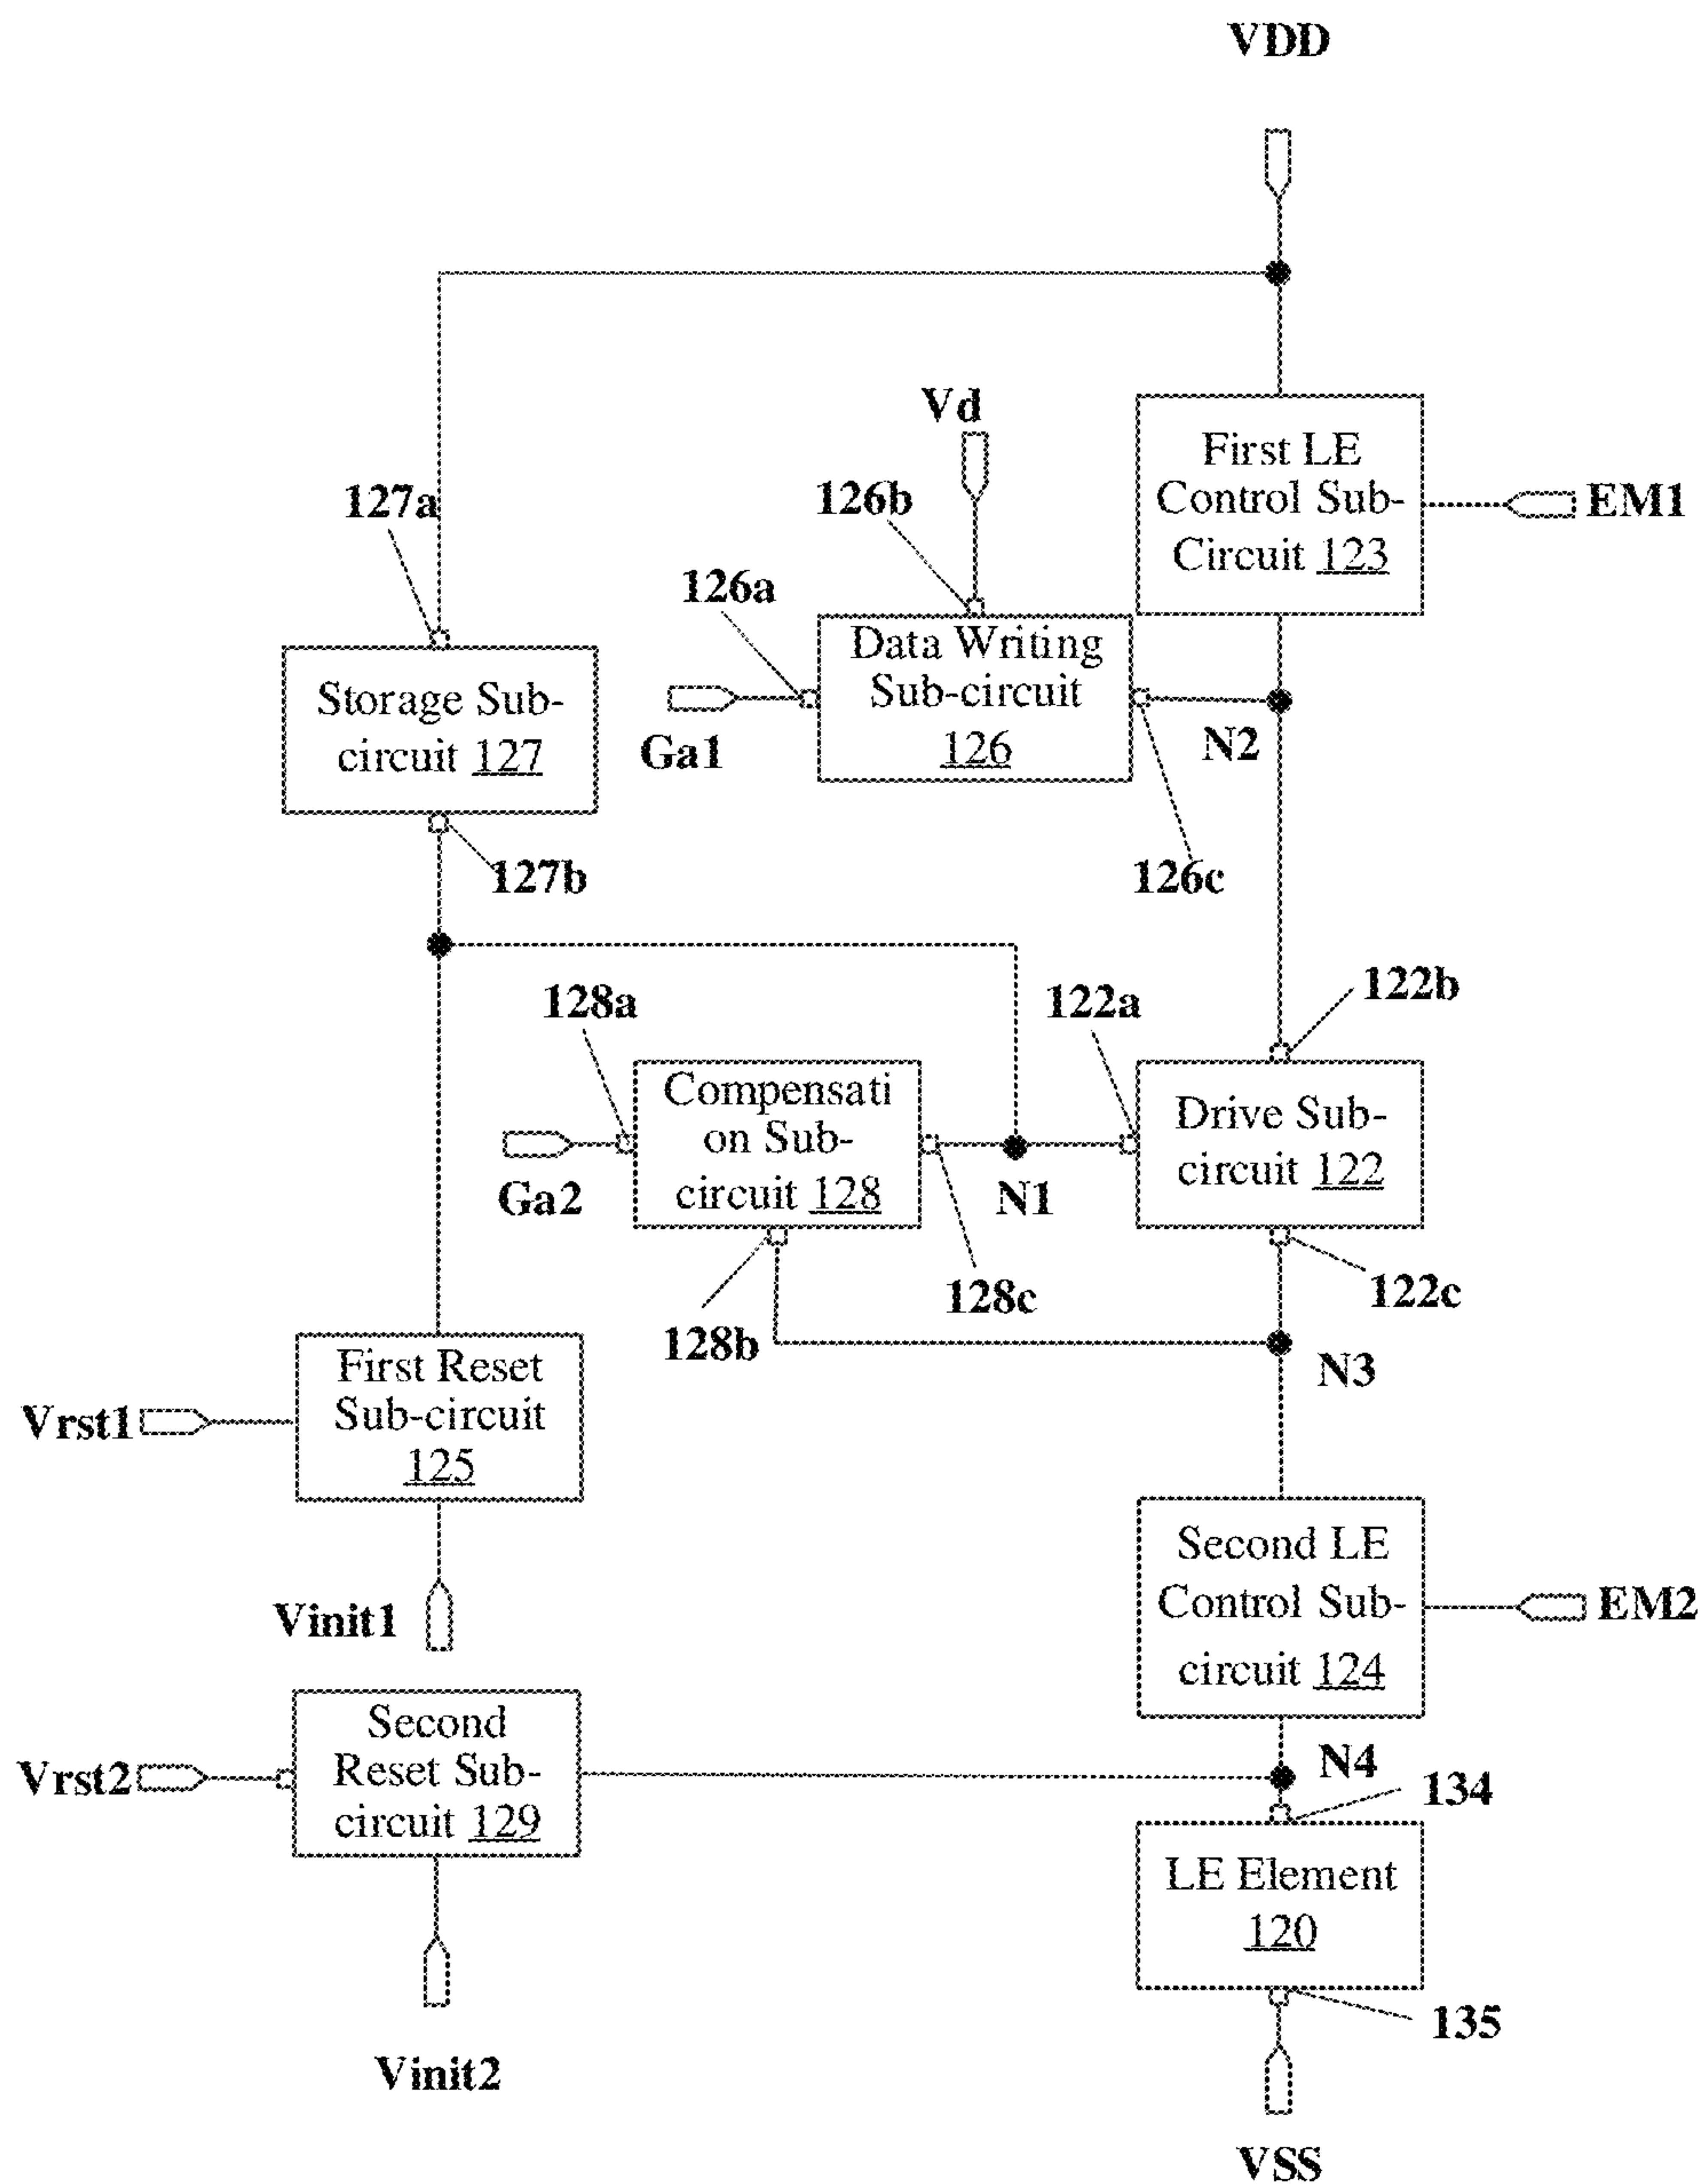 VDD
Vd
First LE
Control Sub-
Circuit 123
EM1
127a
126b
126a
Data Writing
Sub-circuit
126
Storage Sub-
circuit 127
Ga1
N2
127b
126c
122b
128a
122a
Compensati
on Sub-
circuit 128
Drive Sub-
circuit 122
Ga2
N1
128c
122c
128b
N3
First Reset
Sub-circuit
125
Vrst1
Second LE
Control Sub-
circuit 124
EM2
Vinit1
Second
Reset Sub-
circuit 129
Vrst2
N4
134
LE Element
120
135
Vinit2
VSS